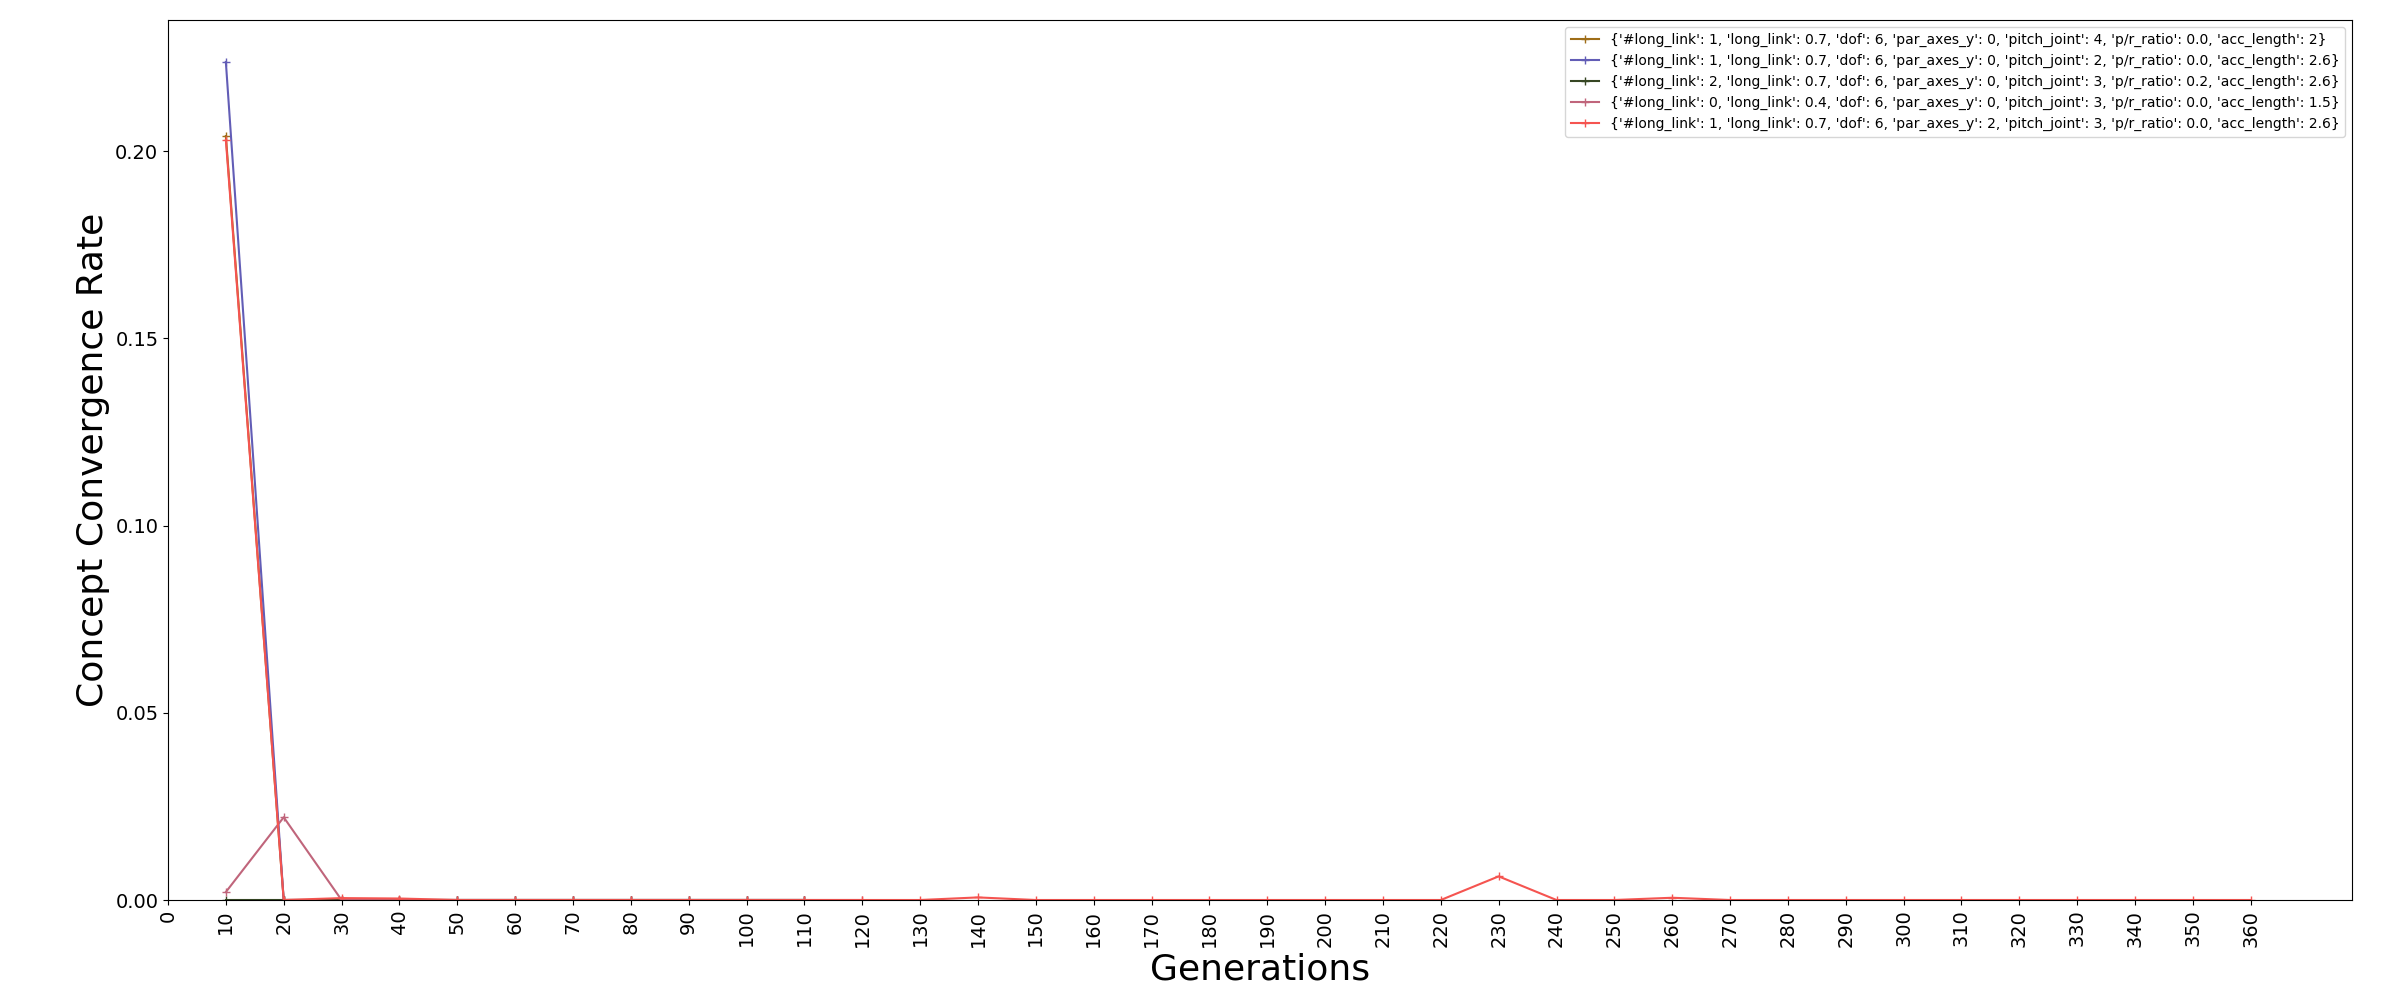 {'#long_link': 1, 'long_link': 0.7, 'dof': 6, 'par_axes_y': 0, 'pitch_joint': 4, 'p/r_ratio': 0.0, 'acc_length': 2}
{'#long_link': 1, 'long_link': 0.7, 'dof': 6, 'par_axes_y': 0, 'pitch_joint': 2, 'p/r_ratio': 0.0, 'acc_length': 2.6}
{'#long_link': 2, 'long_link': 0.7, 'dof': 6, 'par_axes_y': 0, 'pitch_joint': 3, 'p/r_ratio': 0.2, 'acc_length': 2.6}
{'#long_link': 0, 'long_link': 0.4, 'dof': 6, 'par_axes_y': 0, 'pitch_joint': 3, 'p/r_ratio': 0.0, 'acc_length': 1.5}
{'#long_link': 1, 'long_link': 0.7, 'dof': 6, 'par_axes_y': 2, 'pitch_joint': 3, 'p/r_ratio': 0.0, 'acc_length': 2.6}
Concept Convergence Rate
0.20
0.15
0.10
0.05
0.00
0 10 20 30 40 50 60 70 80 90 100 110 120 130 140 150 160 170 180 190 200 210 220 230 240 250 260 270 280 290 300 310 320 330 340 350 360
Generations